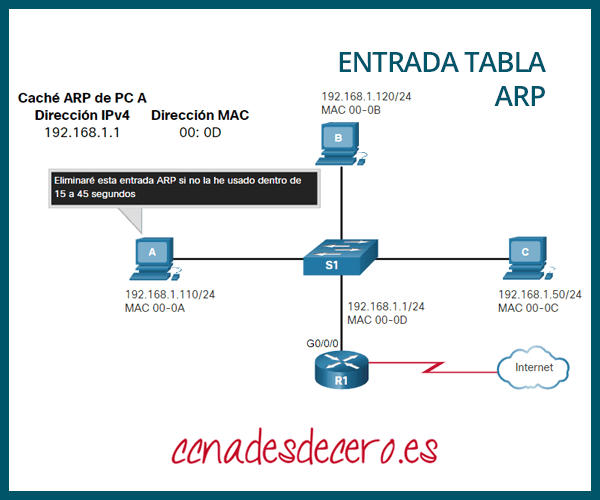 ENTRADA TABLA
ARP
Caché ARP de PC A
Dirección IPv4 Dirección MAC
192.168.1.1 00: 0D
192.168.1.120/24
MAC 00-0B
B
Eliminaré esta entrada ARP si no la he usado dentro de
15 a 45 segundos
A
S1
C
192.168.1.110/24
MAC 00-0A
192.168.1.1/24
MAC 00-0D
192.168.1.50/24
MAC 00-0C
G0/0/0
R1
Internet
ccnadesdecero.es